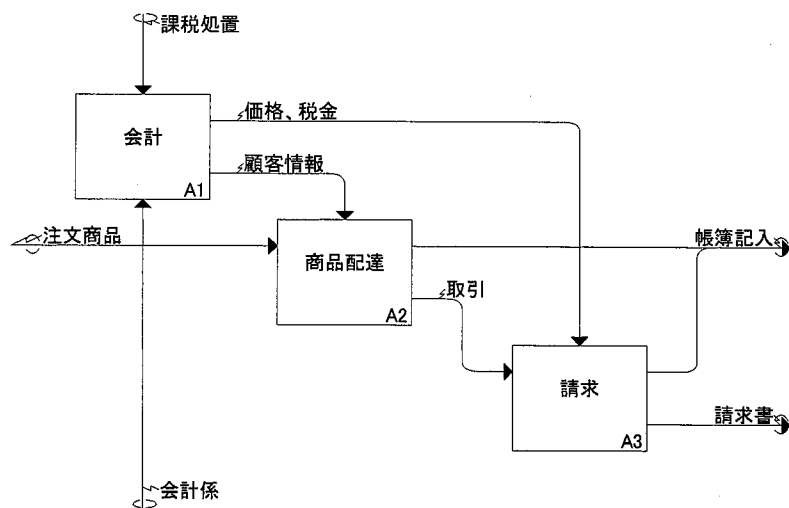 課税処置
会計
A1
価格、税金
顧客情報
注文商品
商品配達
A2
帳簿記入
取引
請求
A3
請求書
会計係